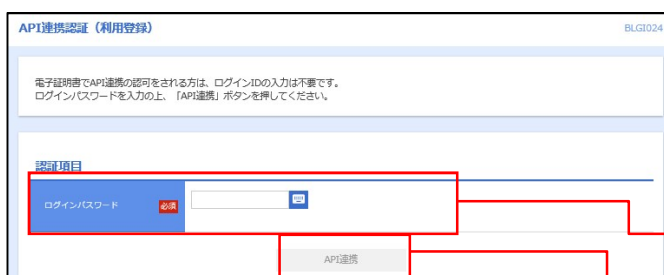 API連携認証（利用登録）
BLGI024
電子証明書でAPI連携の認可をされる方は、ログインIDの入力は不要です。
ログインパスワードを入力の上、「API連携」ボタンを押してください。
認証項目
ログインパスワード 必須
API連携